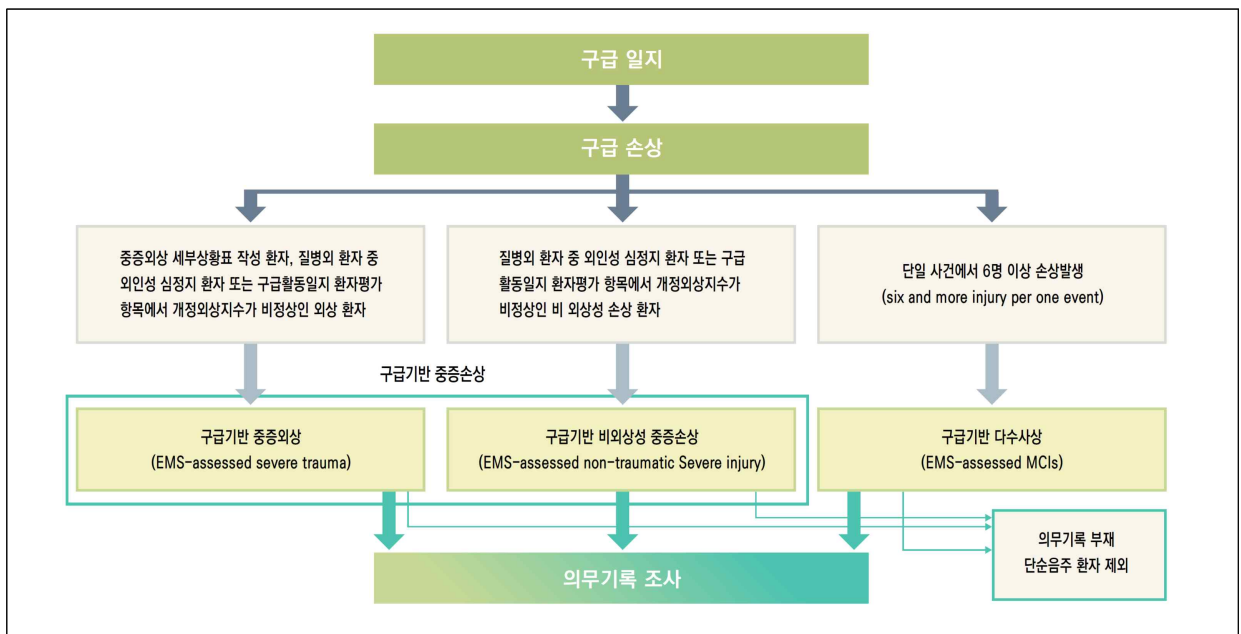 구급 일지
구급 손상
중증외상 세부상황표 작성 환자, 질병외 환자 중
외인성 심정지 환자 또는 구급활동일지 환자평가
항목에서 개정외상지수가 비정상인 외상 환자
질병외 환자 중 외인성 심정지 환자 또는 구급
활동일지 환자평가 항목에서 개정외상지수가
비정상인 비 외상성 손상 환자
단일 사건에서 6명 이상 손상발생
(six and more injury per one event)
구급기반 중증손상
구급기반 중증외상
(EMS-assessed severe trauma)
구급기반 비외상성 중증손상
(EMS-assessed non-traumatic Severe injury)
구급기반 다수사상
(EMS-assessed MCIs)
의무기록 부재
단순음주 환자 제외
의무기록 조사